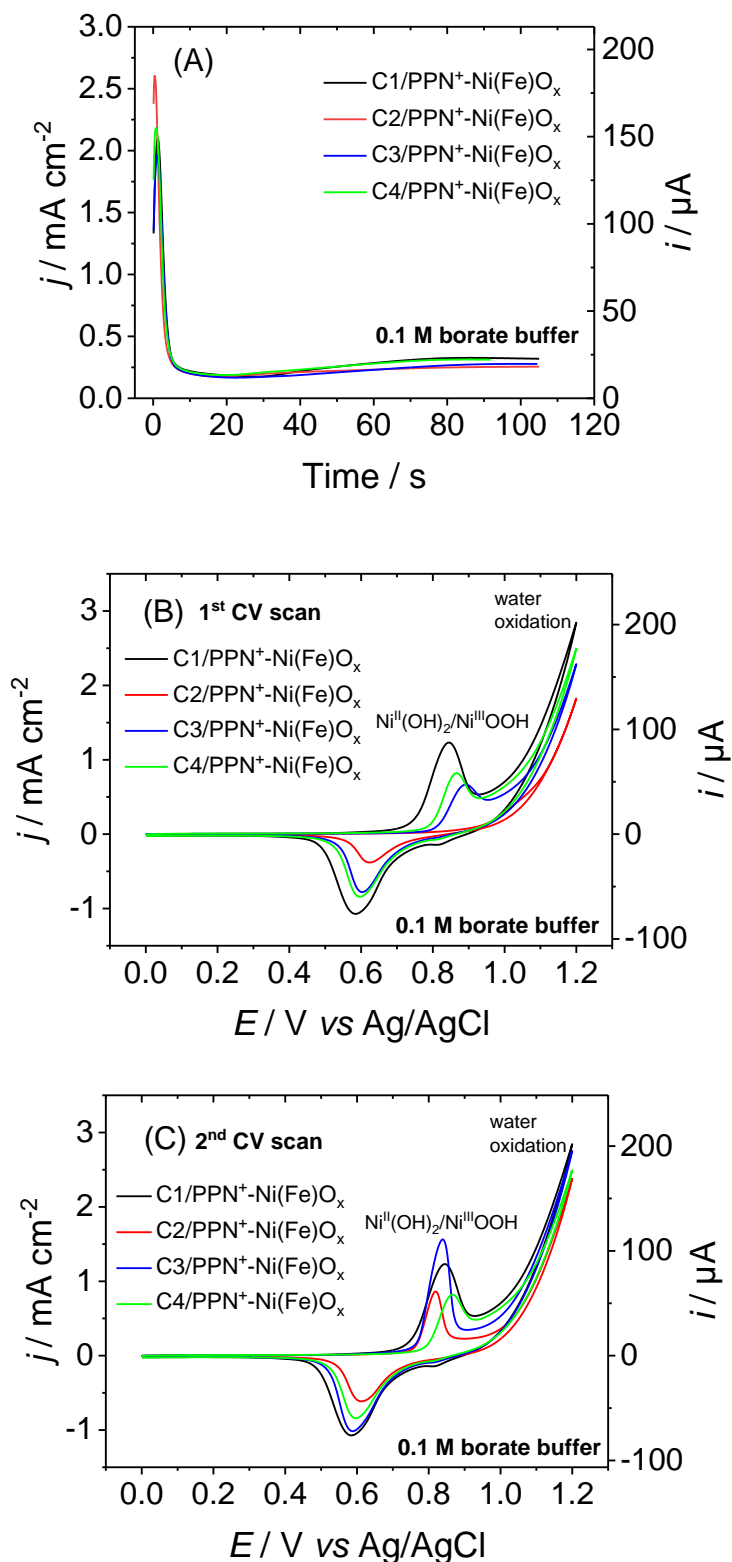 (A)
C1/PPN⁺-Ni(Fe)Oₓ
C2/PPN⁺-Ni(Fe)Oₓ
C3/PPN⁺-Ni(Fe)Oₓ
C4/PPN⁺-Ni(Fe)Oₓ
0.1 M borate buffer
3.0
2.5
2.0
1.5
1.0
0.5
0.0
j / mA cm⁻²
200
150
100
50
0
i / µA
0 20 40 60 80 100 120
Time / s
(B) 1ˢᵗ CV scan
water
oxidation
C1/PPN⁺-Ni(Fe)Oₓ
C2/PPN⁺-Ni(Fe)Oₓ
C3/PPN⁺-Ni(Fe)Oₓ
C4/PPN⁺-Ni(Fe)Oₓ
Niᴵᴵ(OH)₂/NiᴵᴵᴵOOH
0.1 M borate buffer
3
2
1
0
-1
j / mA cm⁻²
200
100
0
-100
i / µA
0.0 0.2 0.4 0.6 0.8 1.0 1.2
E / V vs Ag/AgCl
(C) 2ⁿᵈ CV scan
water
oxidation
C1/PPN⁺-Ni(Fe)Oₓ
C2/PPN⁺-Ni(Fe)Oₓ
C3/PPN⁺-Ni(Fe)Oₓ
C4/PPN⁺-Ni(Fe)Oₓ
Niᴵᴵ(OH)₂/NiᴵᴵᴵOOH
0.1 M borate buffer
3
2
1
0
-1
j / mA cm⁻²
200
100
0
-100
i / µA
0.0 0.2 0.4 0.6 0.8 1.0 1.2
E / V vs Ag/AgCl